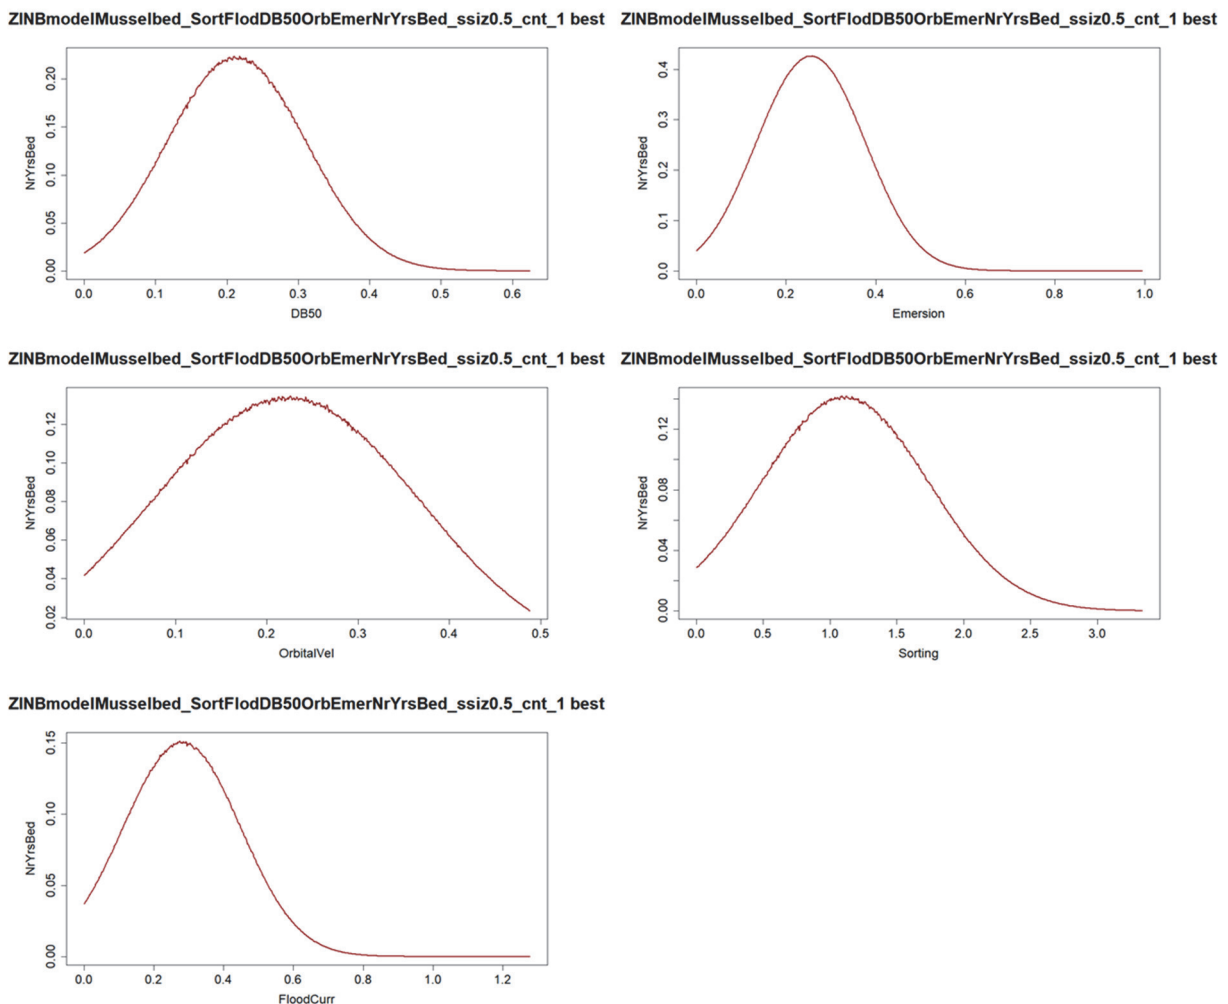 ZINBmodelMusselbed_SortFlodDB50OrbEmerNrYrsBed_ssiz0.5_cnt_1 best
NrYrsBed
0.00 0.05 0.10 0.15 0.20
0.0 0.1 0.2 0.3 0.4 0.5 0.6
DB50
ZINBmodelMusselbed_SortFlodDB50OrbEmerNrYrsBed_ssiz0.5_cnt_1 best
NrYrsBed
0.0 0.1 0.2 0.3 0.4
0.0 0.2 0.4 0.6 0.8 1.0
Emersion
ZINBmodelMusselbed_SortFlodDB50OrbEmerNrYrsBed_ssiz0.5_cnt_1 best
NrYrsBed
0.02 0.04 0.06 0.08 0.10 0.12
0.0 0.1 0.2 0.3 0.4 0.5
OrbitalVel
ZINBmodelMusselbed_SortFlodDB50OrbEmerNrYrsBed_ssiz0.5_cnt_1 best
NrYrsBed
0.00 0.04 0.08 0.12
0.0 0.5 1.0 1.5 2.0 2.5 3.0
Sorting
ZINBmodelMusselbed_SortFlodDB50OrbEmerNrYrsBed_ssiz0.5_cnt_1 best
NrYrsBed
0.00 0.05 0.10 0.15
0.0 0.2 0.4 0.6 0.8 1.0 1.2
FloodCurr